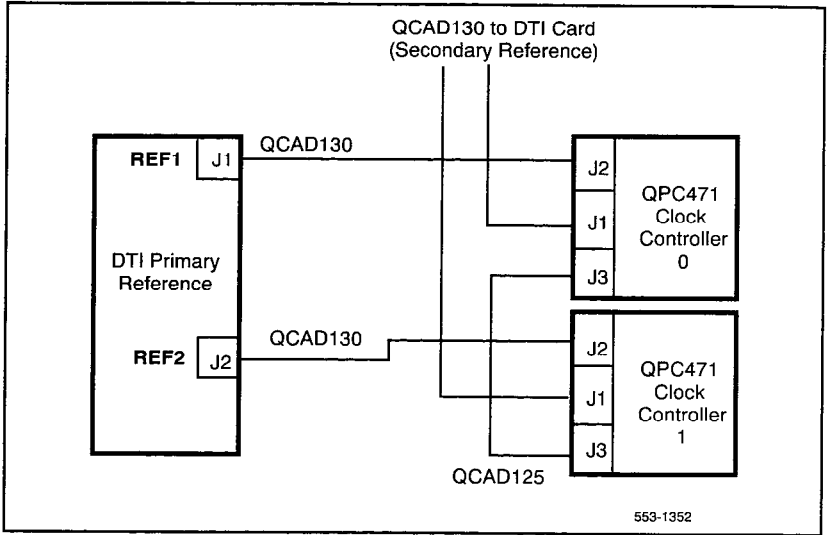 QCAD130 to DTI Card
(Secondary Reference)
QCAD130
REF1
J1
J2
QPC471
Clock
Controller
0
J1
DTI Primary
Reference
J3
QCAD130
REF2
J2
J2
QPC471
Clock
Controller
1
J1
J3
QCAD125
553-1352